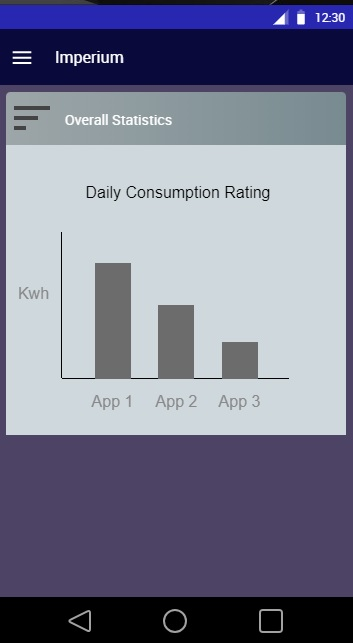 12:30
Imperium
Overall Statistics
Daily Consumption Rating
Kwh
App 1 App 2 App 3